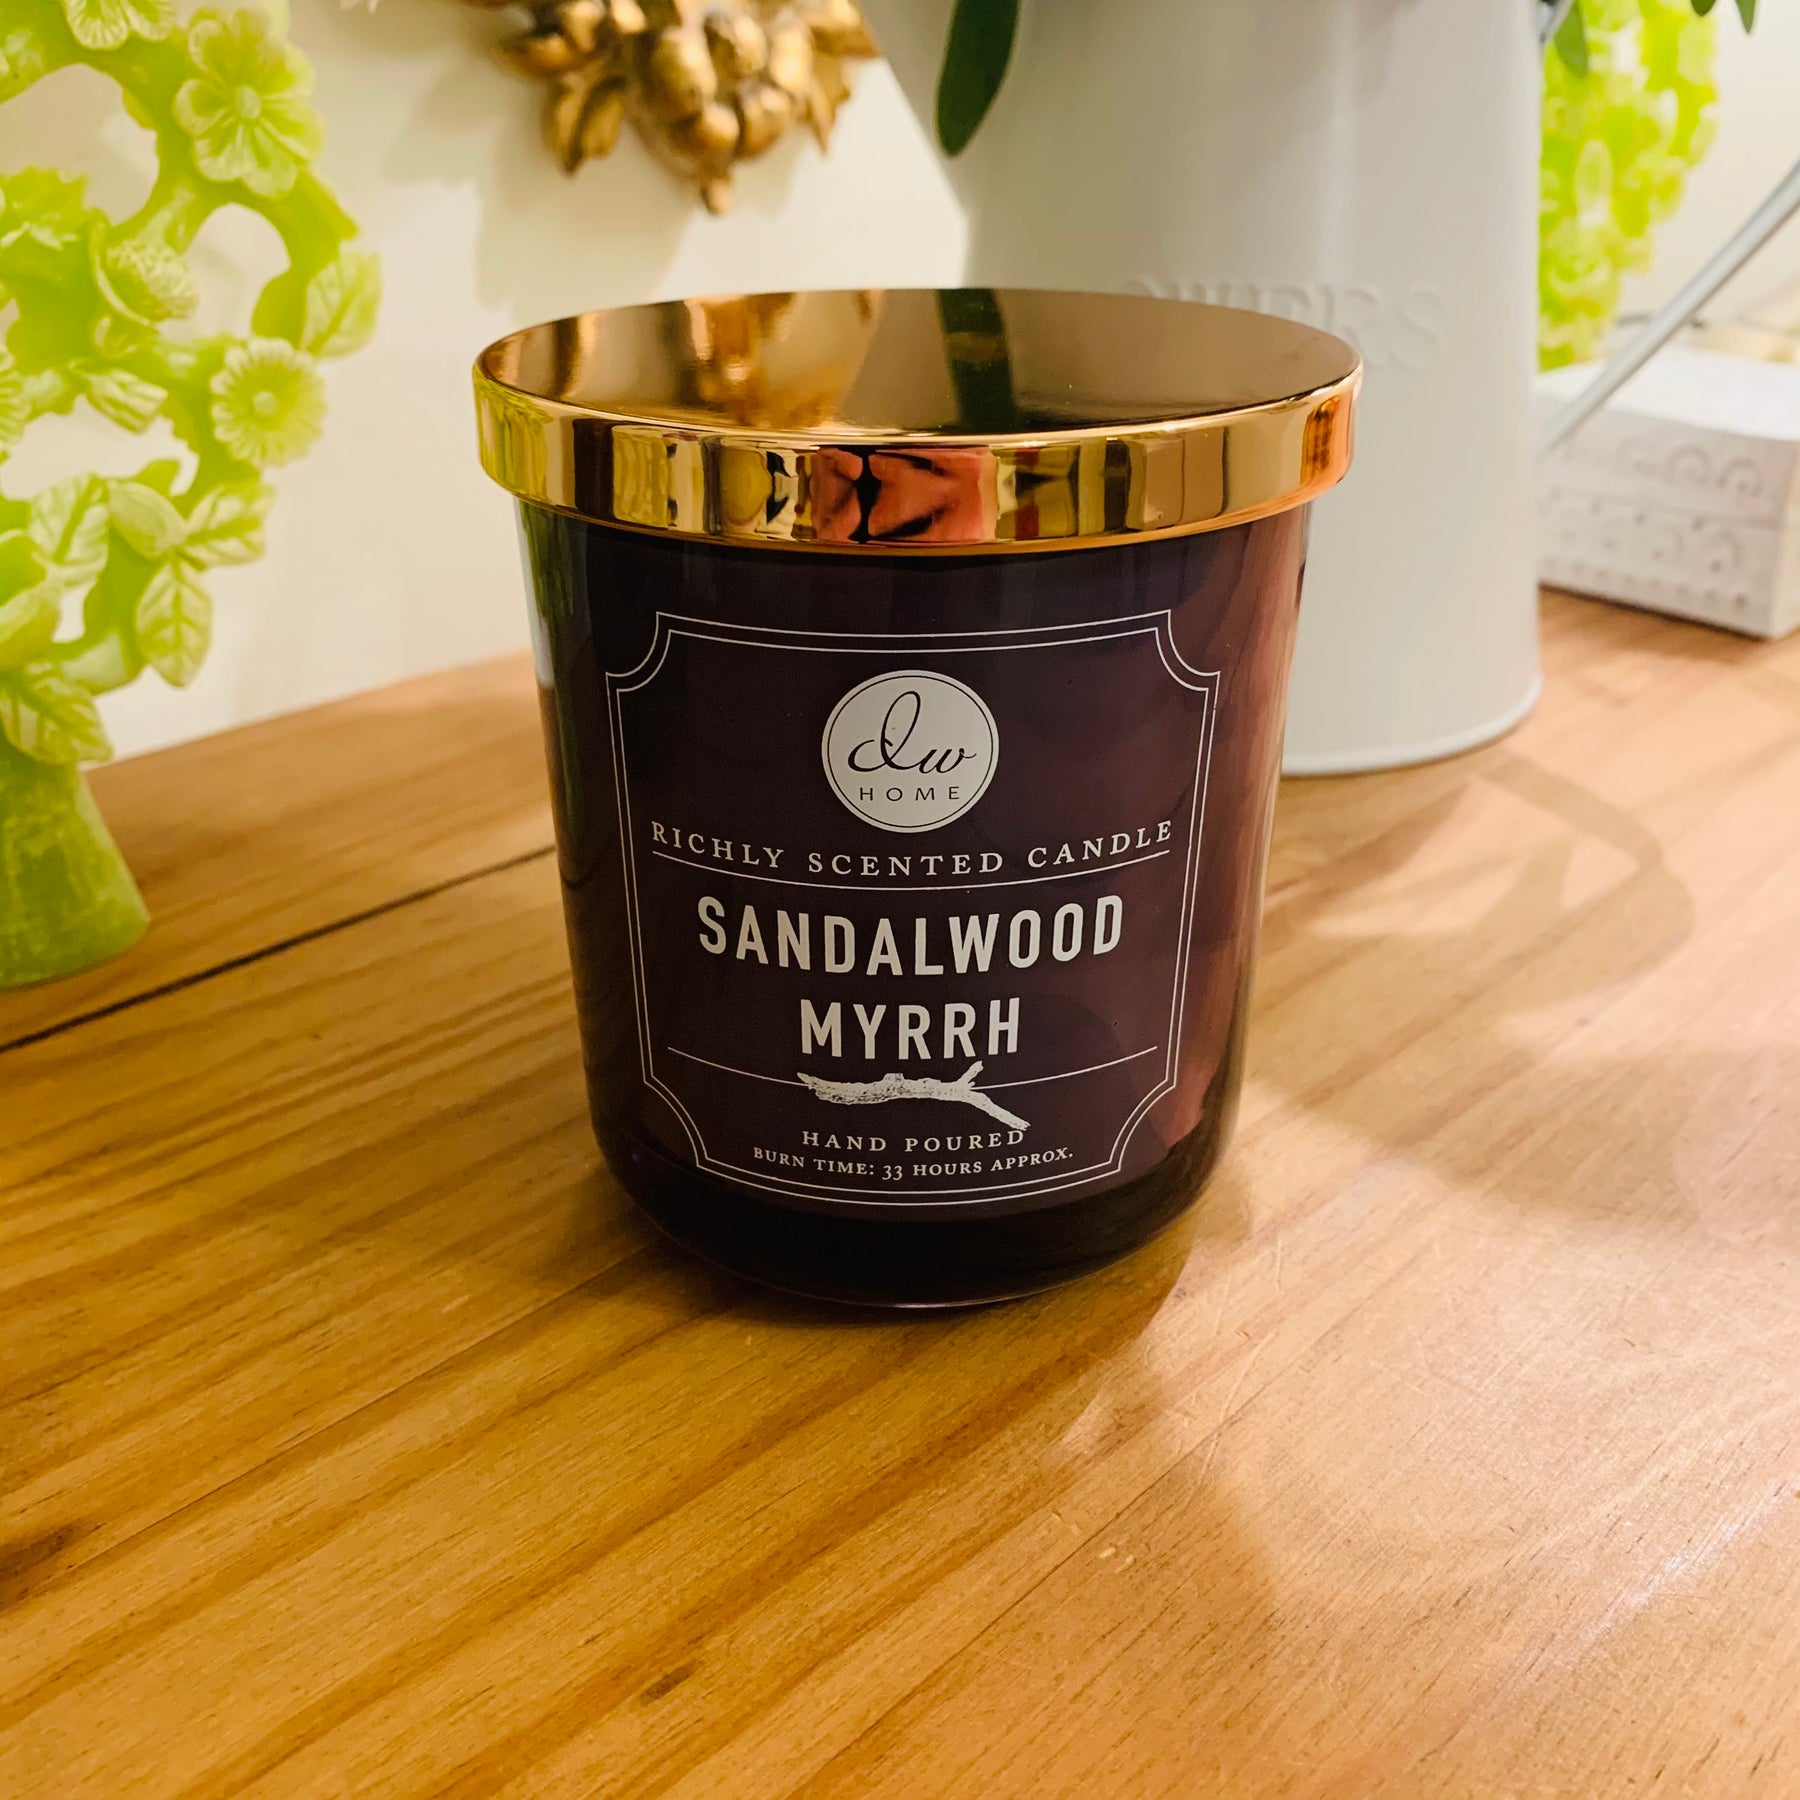 dw
HOME
RICHLY SCENTED CANDLE
SANDALWOOD
MYRRH
HAND POURED
BURN TIME: 33 HOURS APPROX.